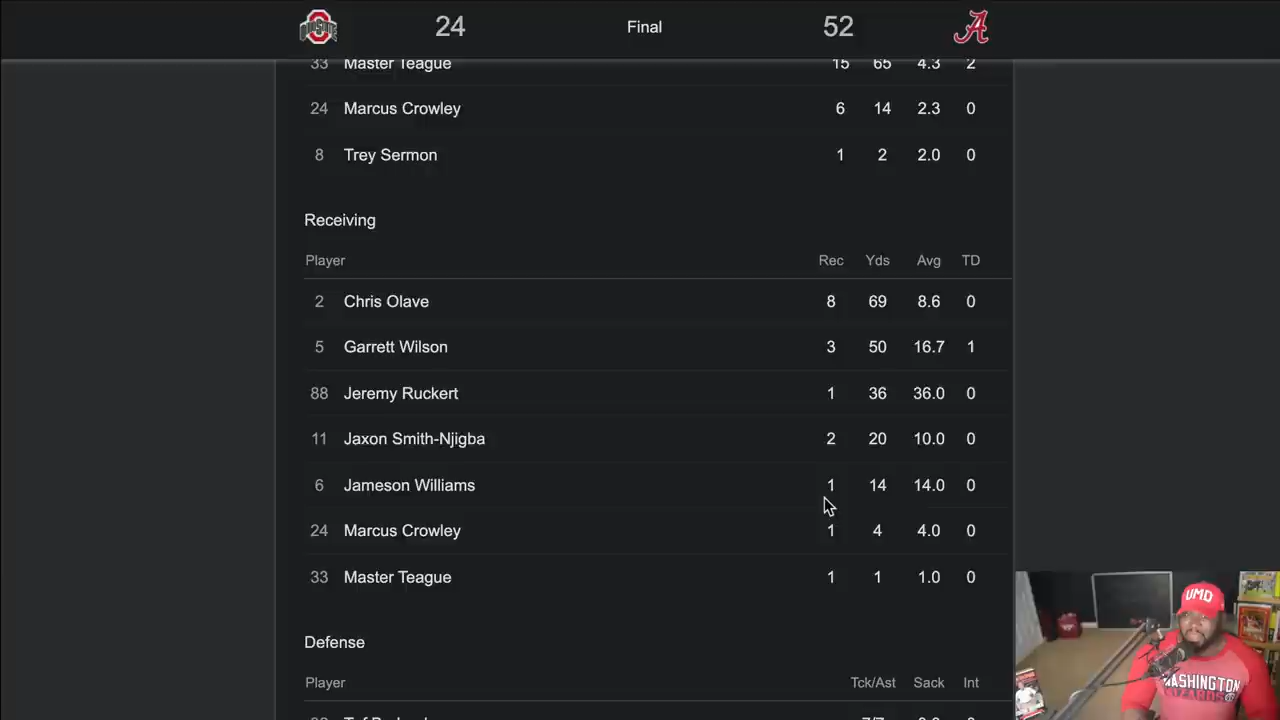 24 Final 52
33 Master Teague 15 65 4.3 2
24 Marcus Crowley 6 14 2.3 0
8 Trey Sermon 1 2 2.0 0
Receiving
Player Rec Yds Avg TD
2 Chris Olave 8 69 8.6 0
5 Garrett Wilson 3 50 16.7 1
88 Jeremy Ruckert 1 36 36.0 0
11 Jaxon Smith-Njigba 2 20 10.0 0
6 Jameson Williams 1 14 14.0 0
24 Marcus Crowley 1 4 4.0 0
33 Master Teague 1 1 1.0 0
Defense
Player Tck/Ast Sack Int
UMD
WASHINGTON
WIZARDS